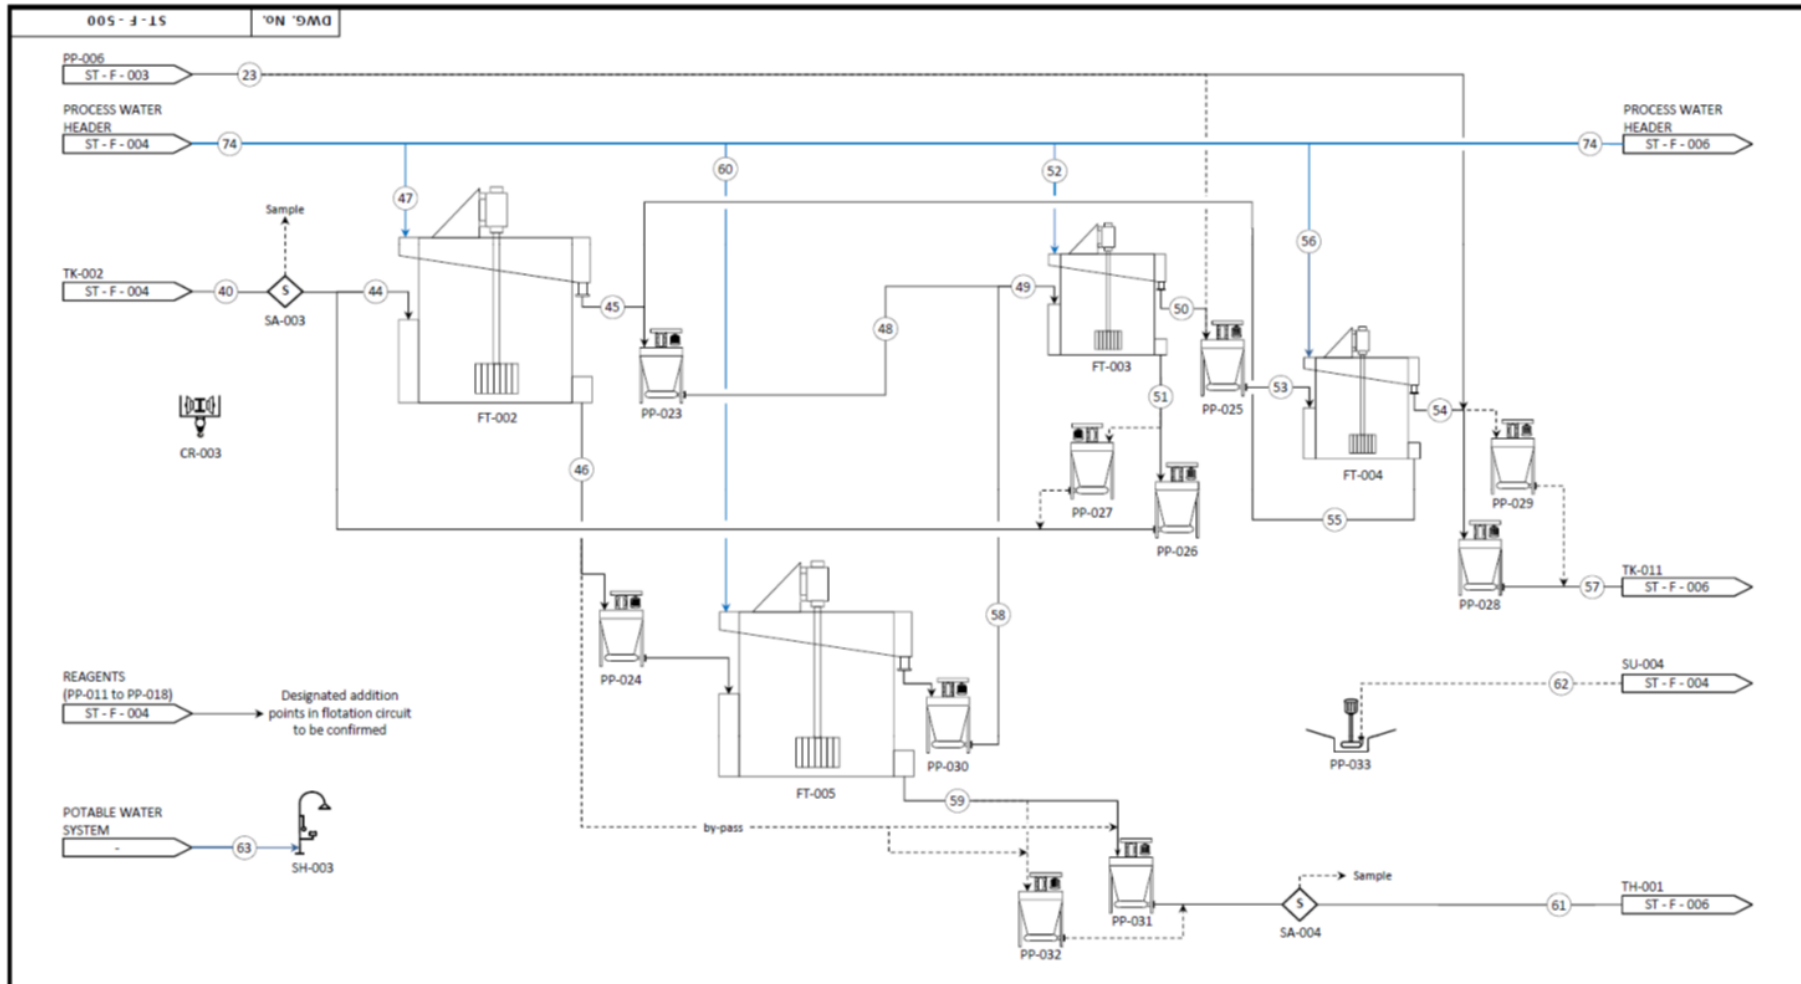 ST - F - 500
DWG. No.
PP-006
ST - F - 003
23
PROCESS WATER
HEADER
ST - F - 004
74
74
PROCESS WATER
HEADER
ST - F - 006
47
60
52
56
Sample
TK-002
ST - F - 004
40
S
SA-003
44
45
48
49
50
53
54
FT-002
PP-023
FT-003
PP-025
FT-004
CR-003
46
51
PP-027
PP-026
55
PP-029
PP-028
57
TK-011
ST - F - 006
58
PP-024
FT-005
PP-030
REAGENTS
(PP-011 to PP-018)
ST - F - 004
Designated addition
points in flotation circuit
to be confirmed
SU-004
ST - F - 004
62
PP-033
59
by-pass
POTABLE WATER
SYSTEM
-
63
SH-003
PP-031
PP-032
Sample
S
SA-004
61
TH-001
ST - F - 006